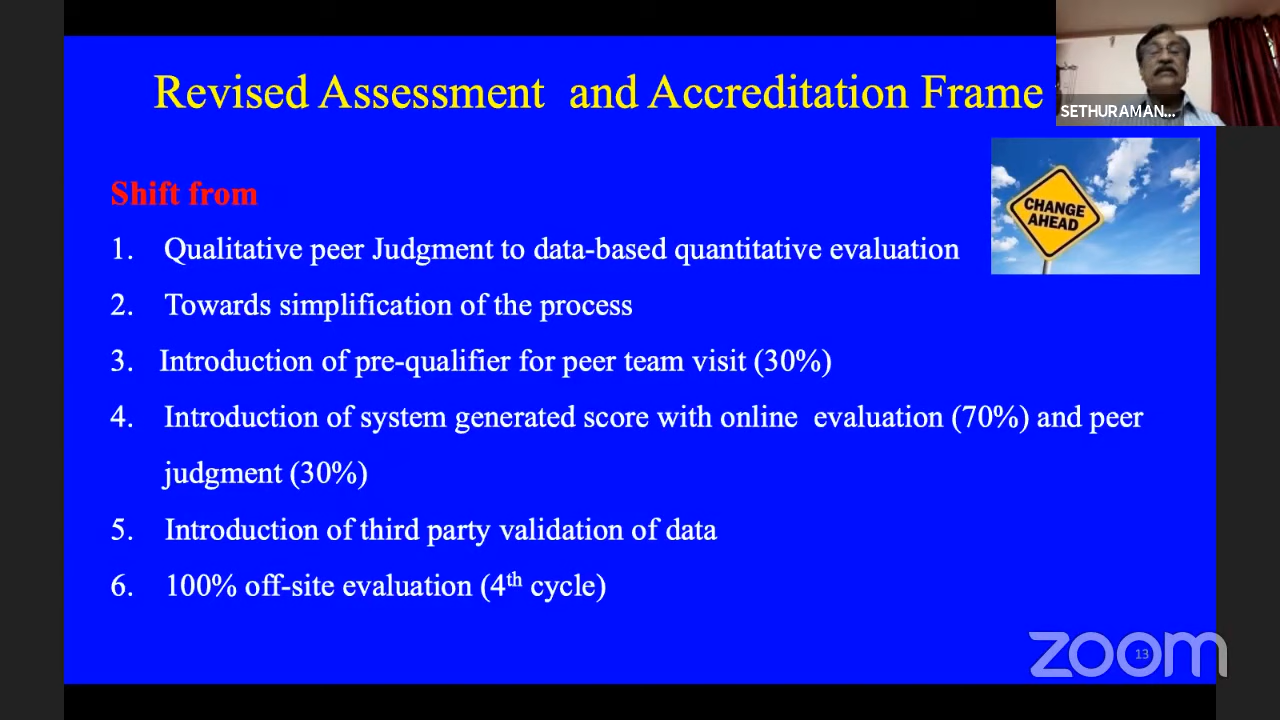 Revised Assessment and Accreditation Frame
SETHURAMAN...
CHANGE
AHEAD
Shift from
1. Qualitative peer Judgment to data-based quantitative evaluation
2. Towards simplification of the process
3. Introduction of pre-qualifier for peer team visit (30%)
4. Introduction of system generated score with online evaluation (70%) and peer
judgment (30%)
5. Introduction of third party validation of data
6. 100% off-site evaluation (4th cycle)
zoom
13